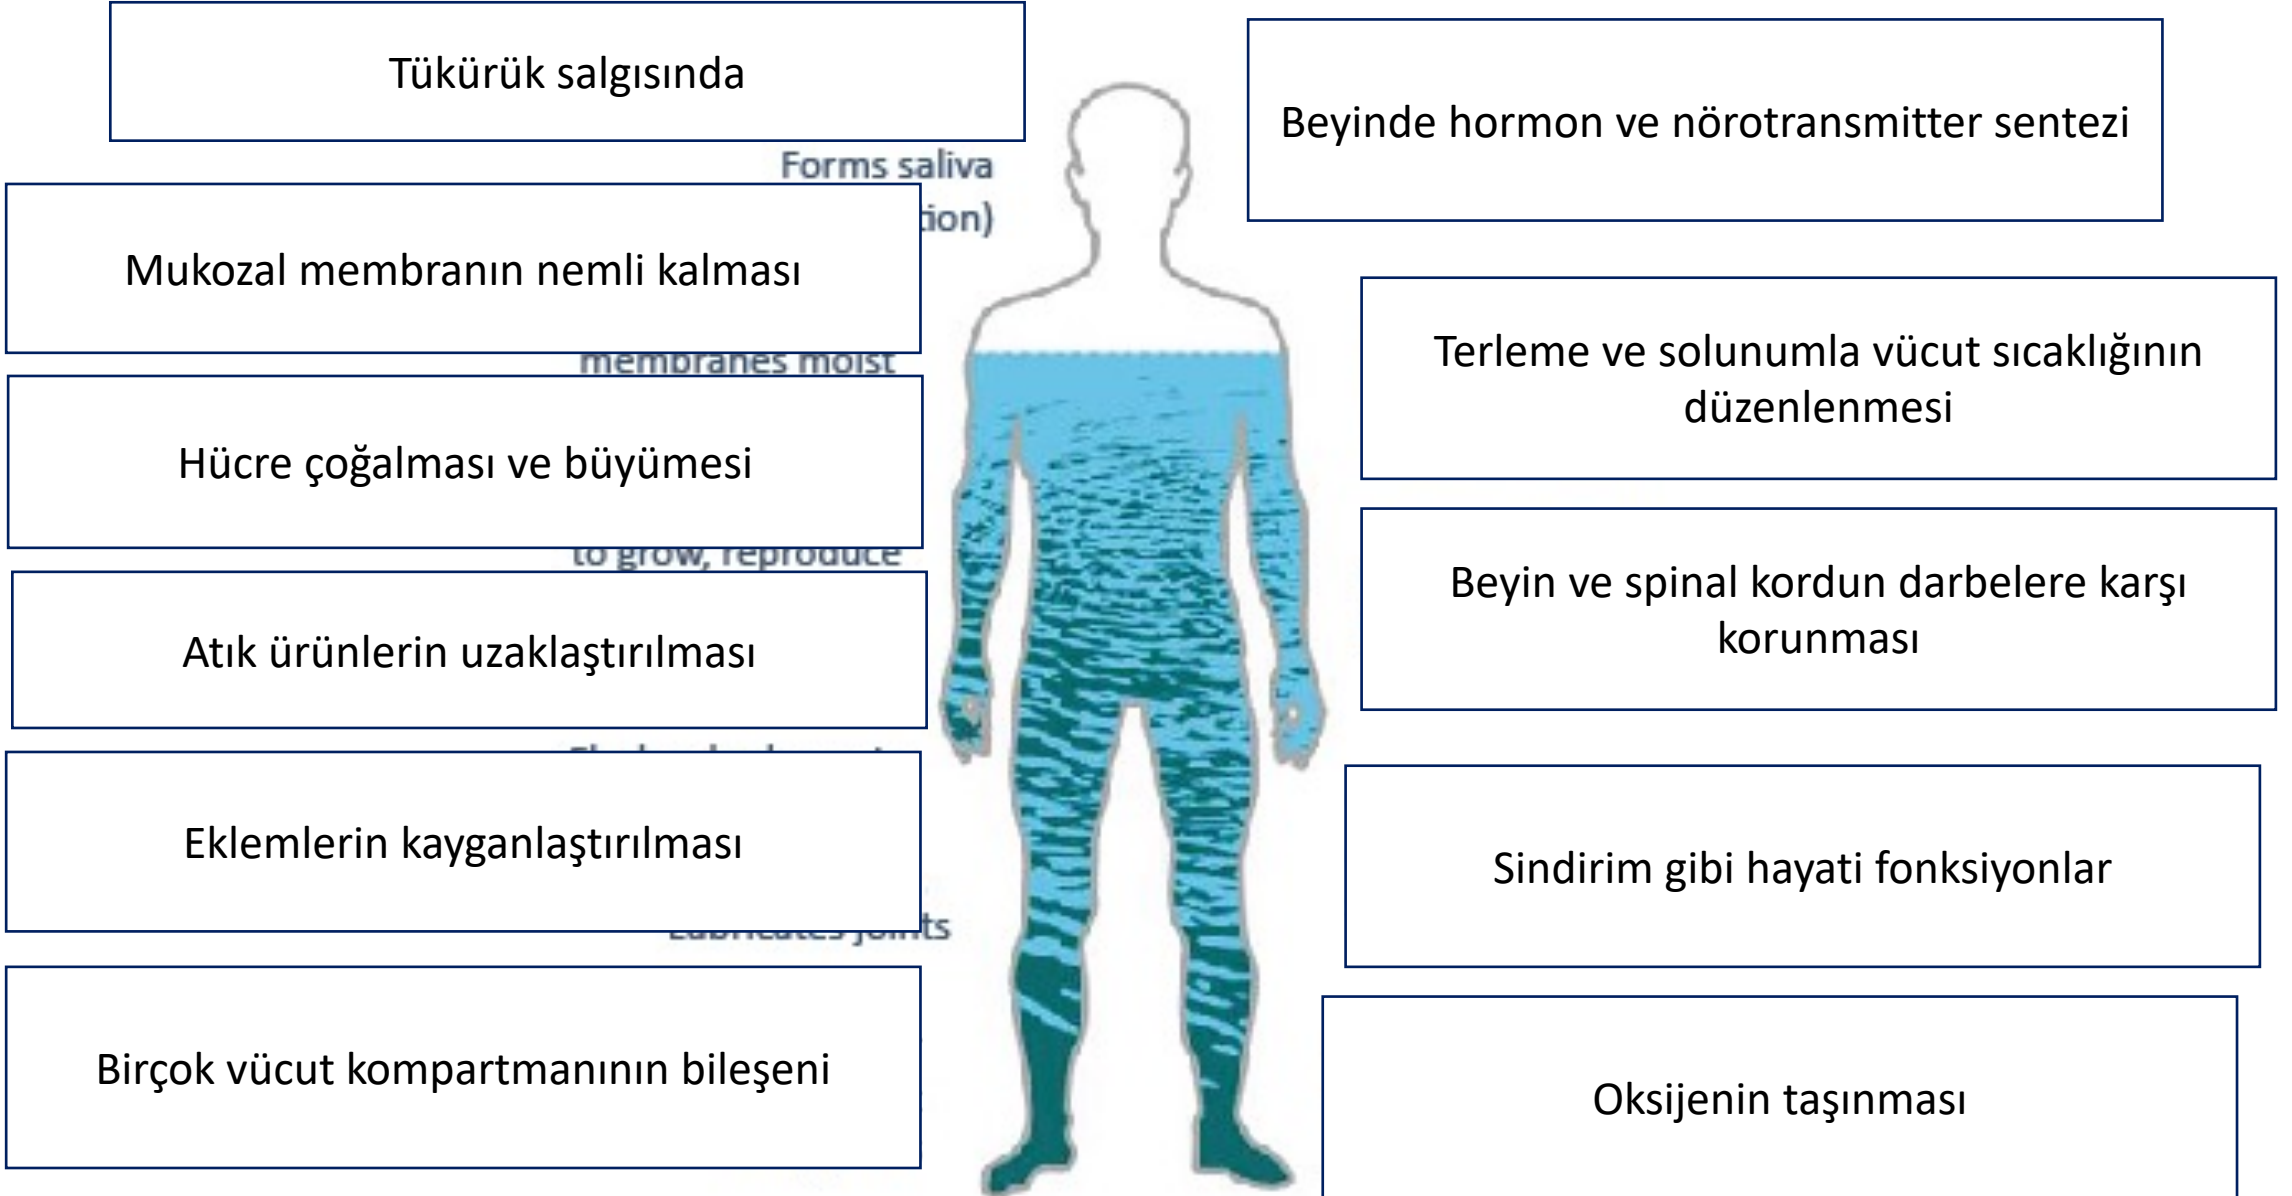 Tükürük salgısında
Forms saliva
tion)
Mukozal membranın nemli kalması
membranes moist
Hücre çoğalması ve büyümesi
to grow, reproduce
Atık ürünlerin uzaklaştırılması
Eklemlerin kayganlaştırılması
Lubricates joints
Birçok vücut kompartmanının bileşeni
Beyinde hormon ve nörotransmitter sentezi
Terleme ve solunumla vücut sıcaklığının
düzenlenmesi
Beyin ve spinal kordun darbelere karşı
korunması
Sindirim gibi hayati fonksiyonlar
Oksijenin taşınması